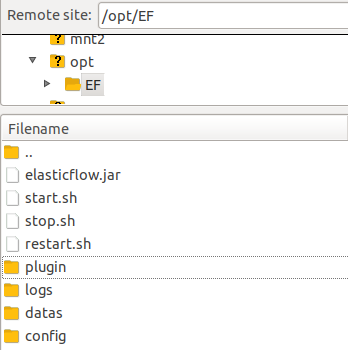 Remote site: /opt/EF
mnt2
opt
EF
Filename
..
elasticflow.jar
start.sh
stop.sh
restart.sh
plugin
logs
datas
config